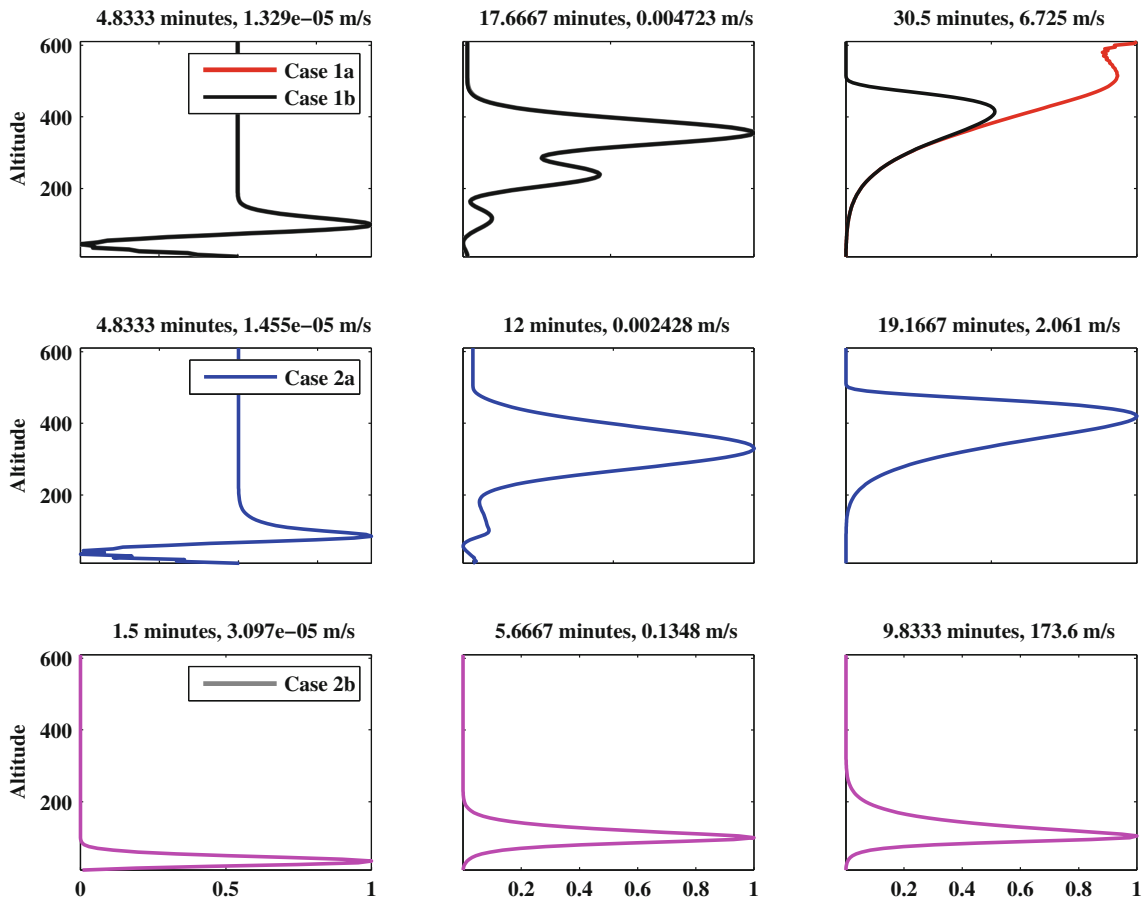 4.8333 minutes, 1.329e−05 m/s
17.6667 minutes, 0.004723 m/s
30.5 minutes, 6.725 m/s
600
400
200
Altitude
Case 1a
Case 1b
4.8333 minutes, 1.455e−05 m/s
12 minutes, 0.002428 m/s
19.1667 minutes, 2.061 m/s
600
400
200
Altitude
Case 2a
1.5 minutes, 3.097e−05 m/s
5.6667 minutes, 0.1348 m/s
9.8333 minutes, 173.6 m/s
600
400
200
Altitude
Case 2b
0 0.5 1
0.2 0.4 0.6 0.8 1
0.2 0.4 0.6 0.8 1